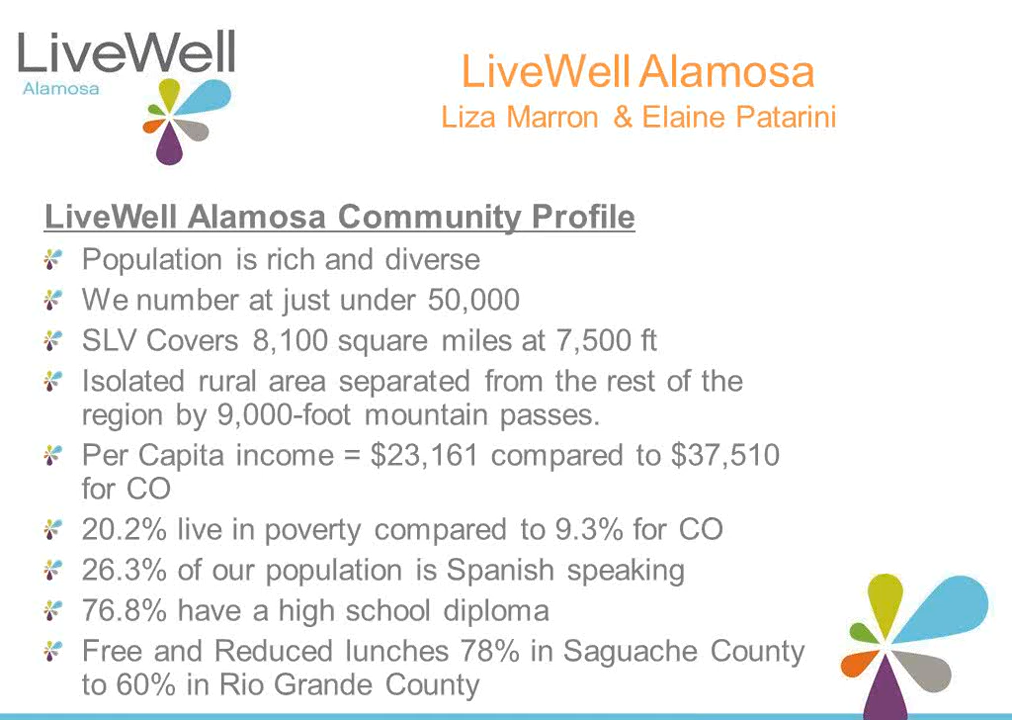 LiveWell
Alamosa
LiveWell Alamosa
Liza Marron & Elaine Patarini
LiveWell Alamosa Community Profile
Population is rich and diverse
We number at just under 50,000
SLV Covers 8,100 square miles at 7,500 ft
Isolated rural area separated from the rest of the
region by 9,000-foot mountain passes.
Per Capita income = $23,161 compared to $37,510
for CO
20.2% live in poverty compared to 9.3% for CO
26.3% of our population is Spanish speaking
76.8% have a high school diploma
Free and Reduced lunches 78% in Saguache County
to 60% in Rio Grande County